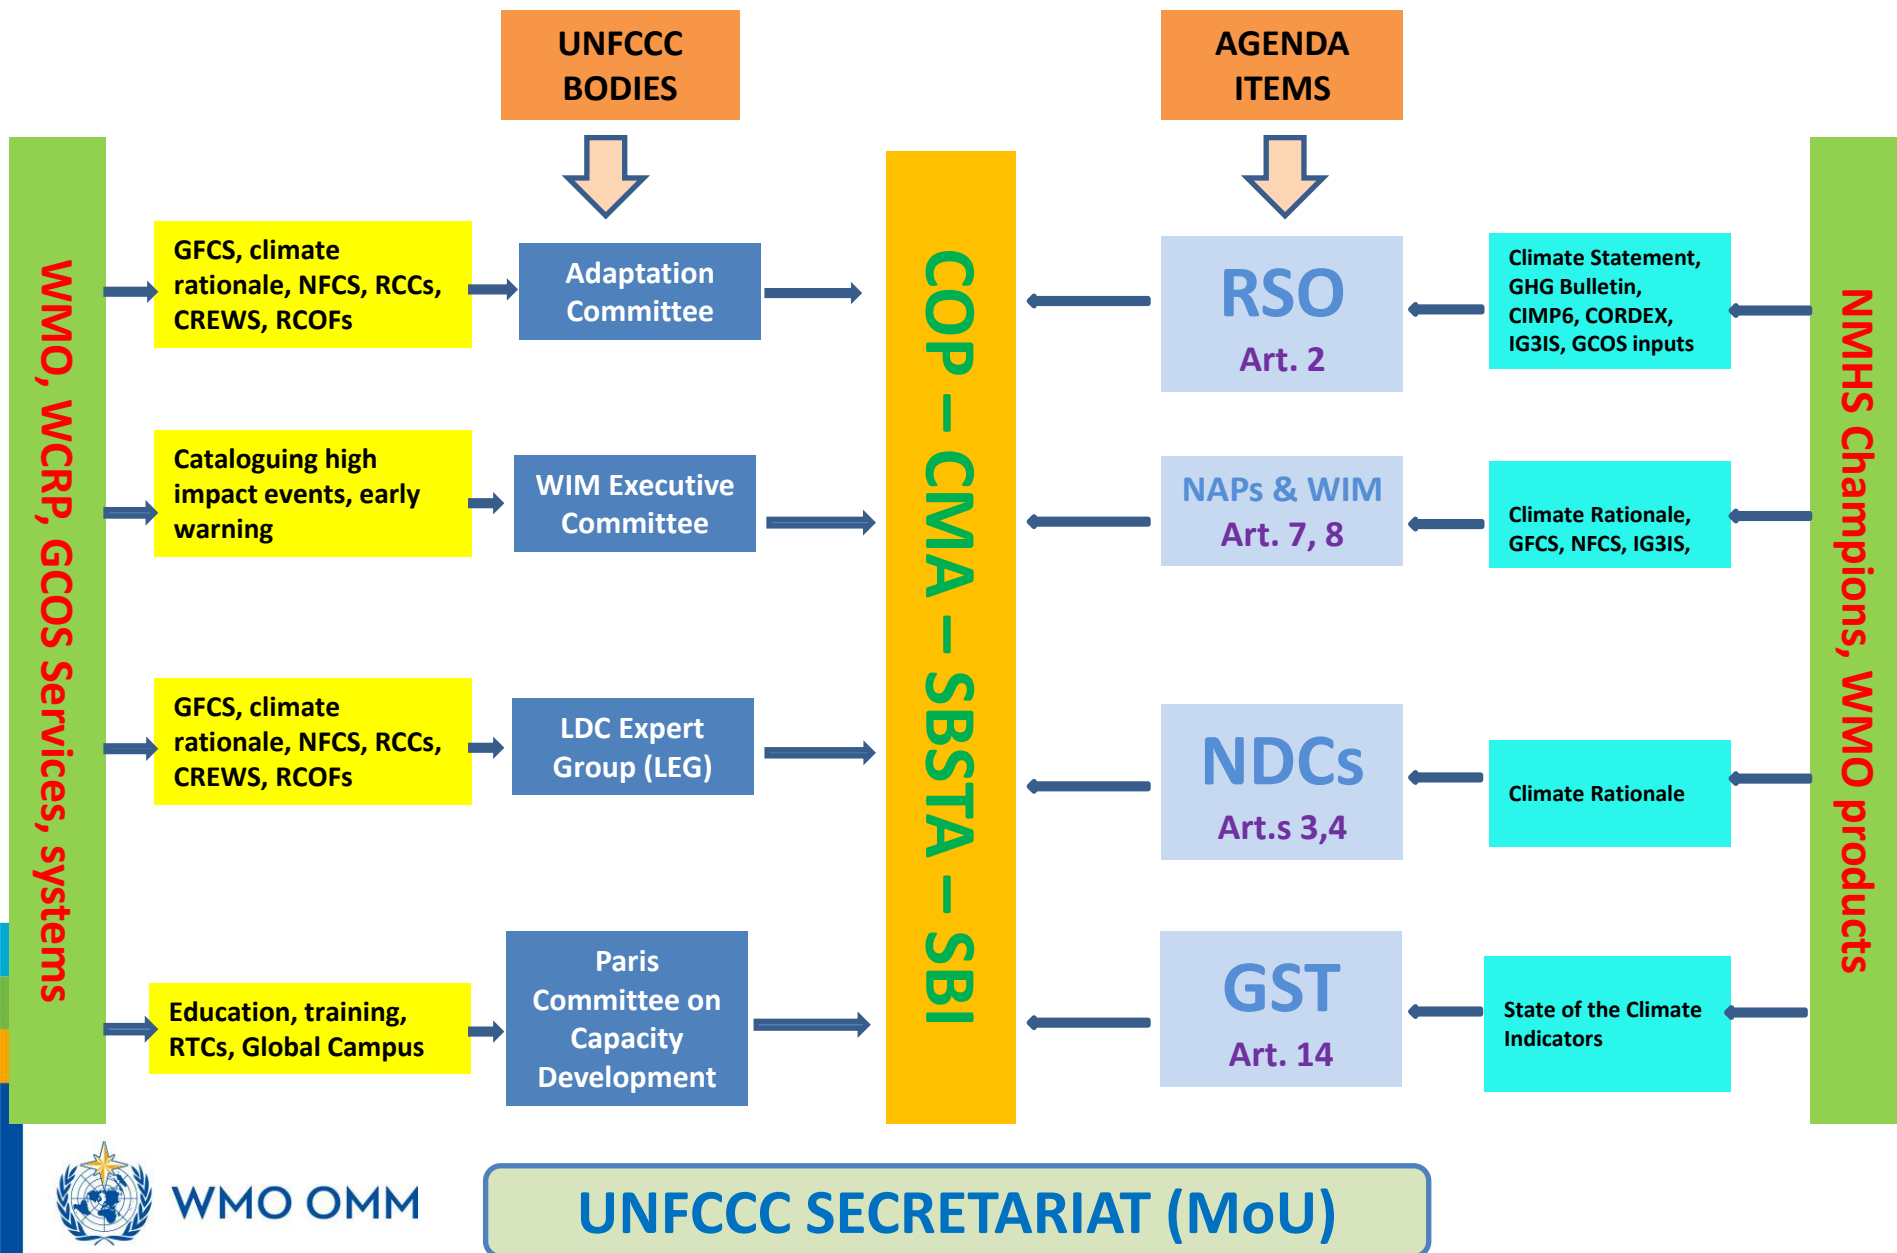 UNFCCC
BODIES
AGENDA
ITEMS
WMO, WCRP, GCOS Services, systems
GFCS, climate
rationale, NFCS, RCCs,
CREWS, RCOFs
Adaptation
Committee
Cataloguing high
impact events, early
warning
WIM Executive
Committee
GFCS, climate
rationale, NFCS, RCCs,
CREWS, RCOFs
LDC Expert
Group (LEG)
Education, training,
RTCs, Global Campus
Paris
Committee on
Capacity
Development
COP – CMA – SBSTA – SBI
RSO
Art. 2
Climate Statement,
GHG Bulletin,
CIMP6, CORDEX,
IG3IS, GCOS inputs
NAPs & WIM
Art. 7, 8
Climate Rationale,
GFCS, NFCS, IG3IS,
NDCs
Art.s 3,4
Climate Rationale
GST
Art. 14
State of the Climate
Indicators
NMHS Champions, WMO products
WMO OMM
UNFCCC SECRETARIAT (MoU)